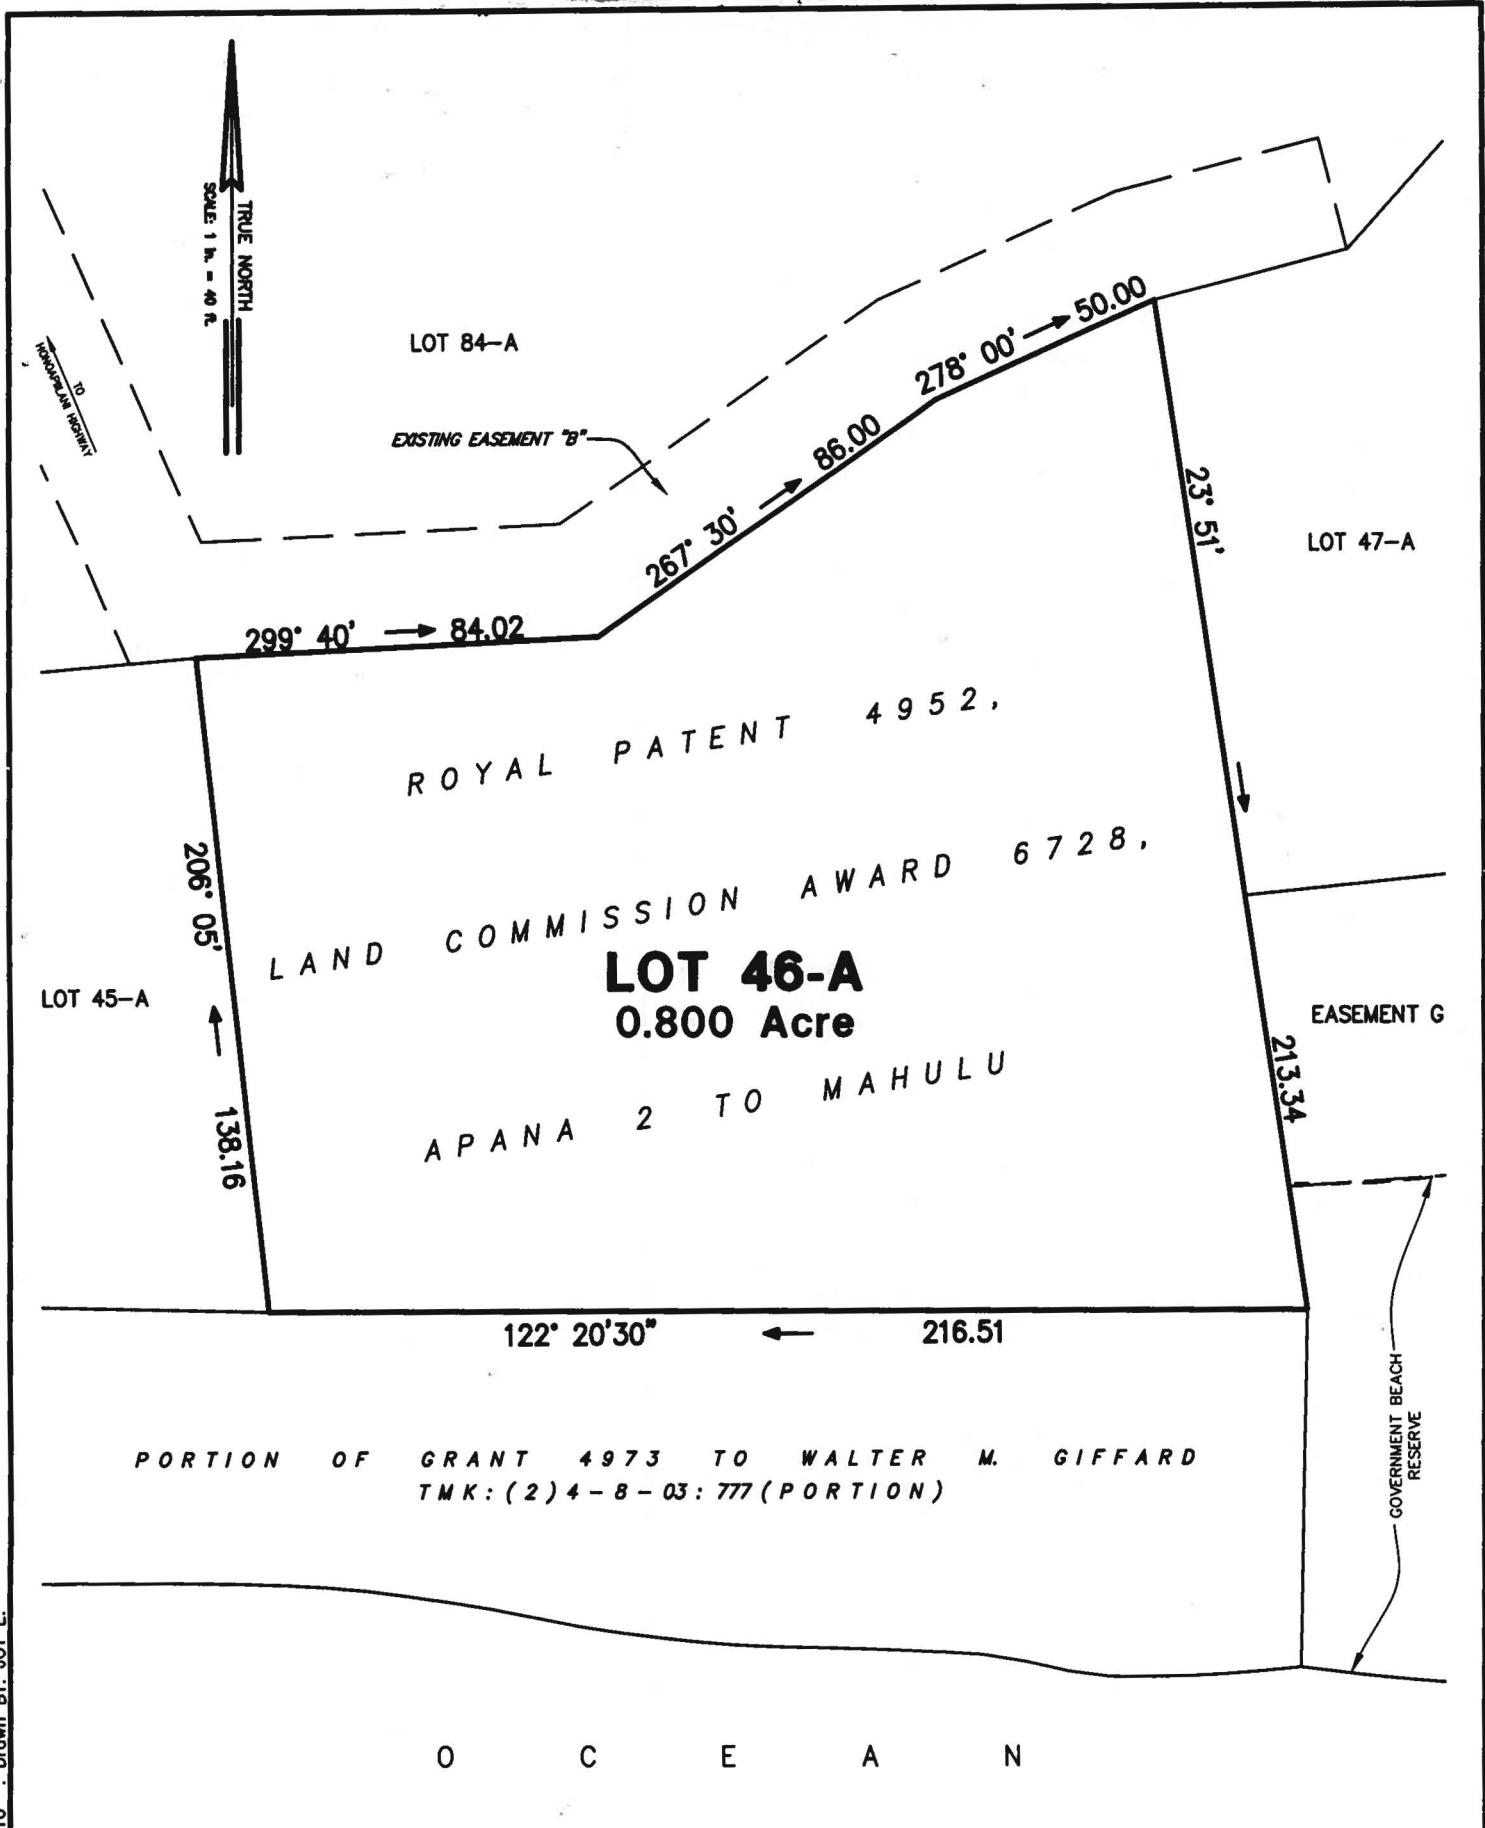 TRUE NORTH
SCALE: 1 in. = 40 ft.
TO
HONOAPIILANI HIGHWAY
LOT 84-A
EXISTING EASEMENT "B"
278° 00' 50.00
267° 30' 86.00
299° 40' 84.02
23° 51'
213.34
LOT 47-A
ROYAL PATENT 4952,
LAND COMMISSION AWARD 6728,
LOT 46-A
0.800 Acre
APANA 2 TO MAHULU
206° 05'
138.16
LOT 45-A
EASEMENT G
122° 20'30" 216.51
GOVERNMENT BEACH
RESERVE
PORTION OF GRANT 4973 TO WALTER M. GIFFARD
TMK: (2) 4-8-03: 777 (PORTION)
OCEAN